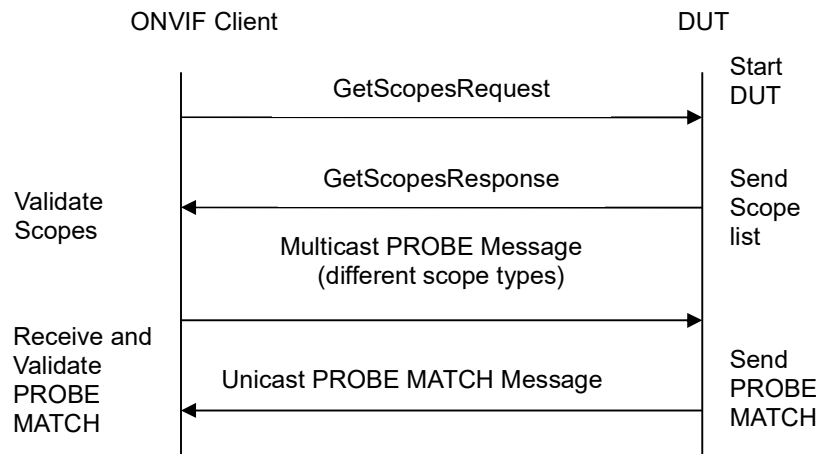 ONVIF Client
DUT
Start
DUT
GetScopesRequest
GetScopesResponse
Validate
Scopes
Send
Scope
list
Multicast PROBE Message
(different scope types)
Receive and
Validate
PROBE
MATCH
Unicast PROBE MATCH Message
Send
PROBE
MATCH